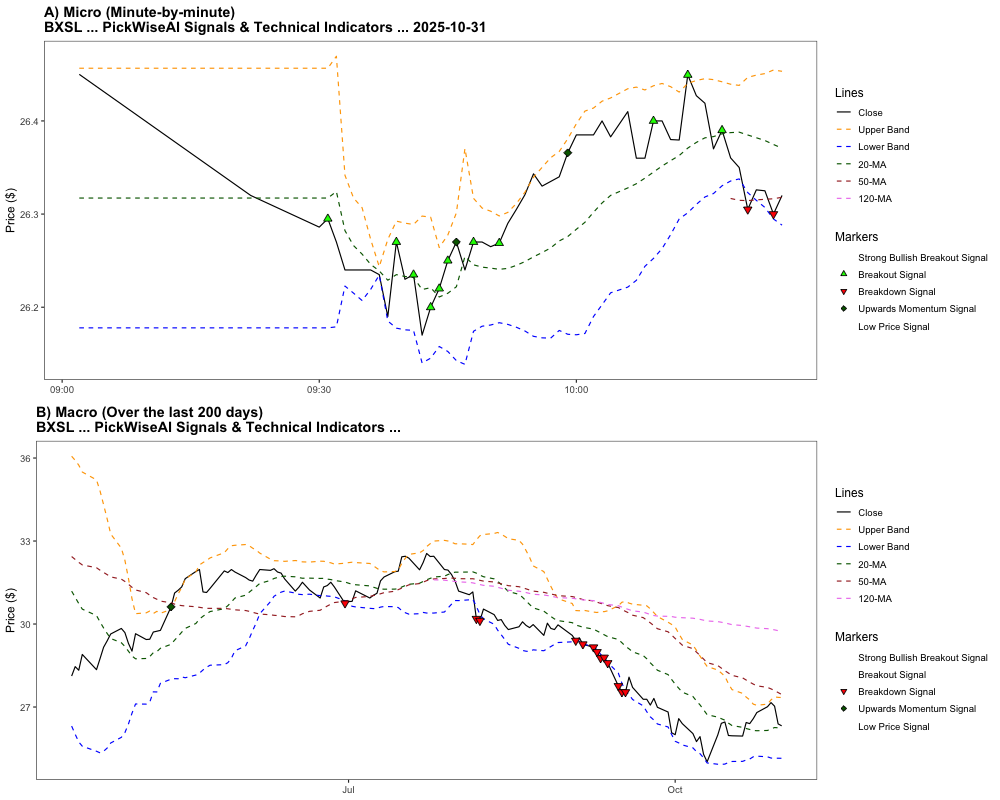 A) Micro (Minute-by-minute)
BXSL ... PickWiseAI Signals & Technical Indicators ... 2025-10-31
Price ($)
26.4
26.3
26.2
09:00
09:30
10:00
Lines
Close
Upper Band
Lower Band
20-MA
50-MA
120-MA
Markers
Strong Bullish Breakout Signal
Breakout Signal
Breakdown Signal
Upwards Momentum Signal
Low Price Signal
B) Macro (Over the last 200 days)
BXSL ... PickWiseAI Signals & Technical Indicators ...
Price ($)
36
33
30
27
Jul
Oct
Lines
Close
Upper Band
Lower Band
20-MA
50-MA
120-MA
Markers
Strong Bullish Breakout Signal
Breakout Signal
Breakdown Signal
Upwards Momentum Signal
Low Price Signal